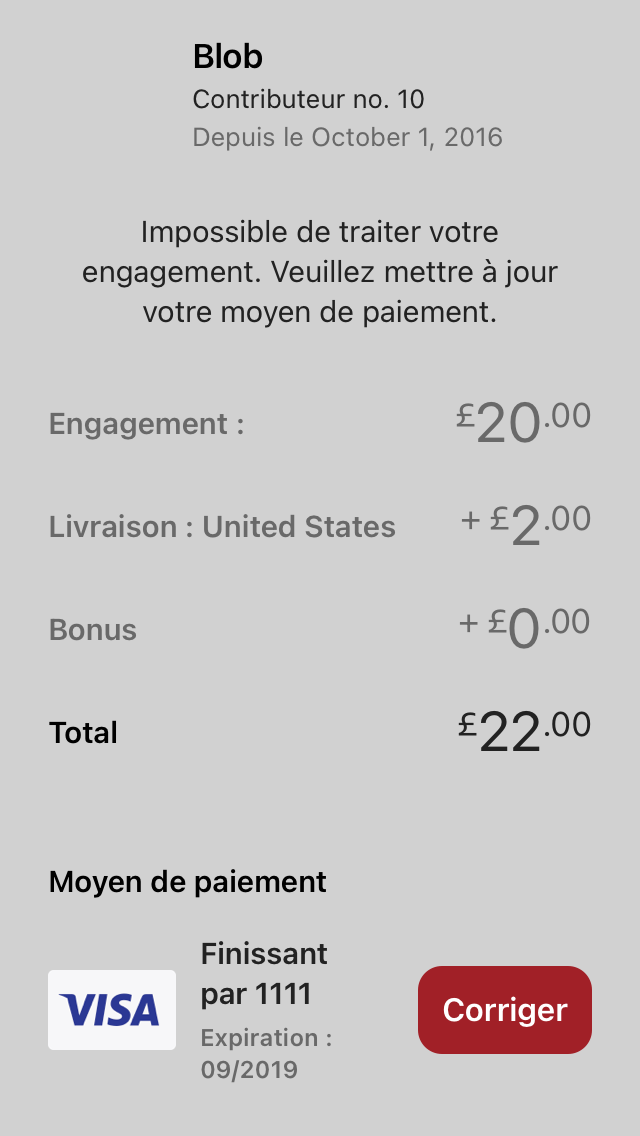 Blob
Contributeur no. 10
Depuis le October 1, 2016
Impossible de traiter votre
engagement. Veuillez mettre à jour
votre moyen de paiement.
Engagement : £20.00
Livraison : United States + £2.00
Bonus + £0.00
Total £22.00
Moyen de paiement
VISA
Finissant
par 1111
Expiration :
09/2019
Corriger